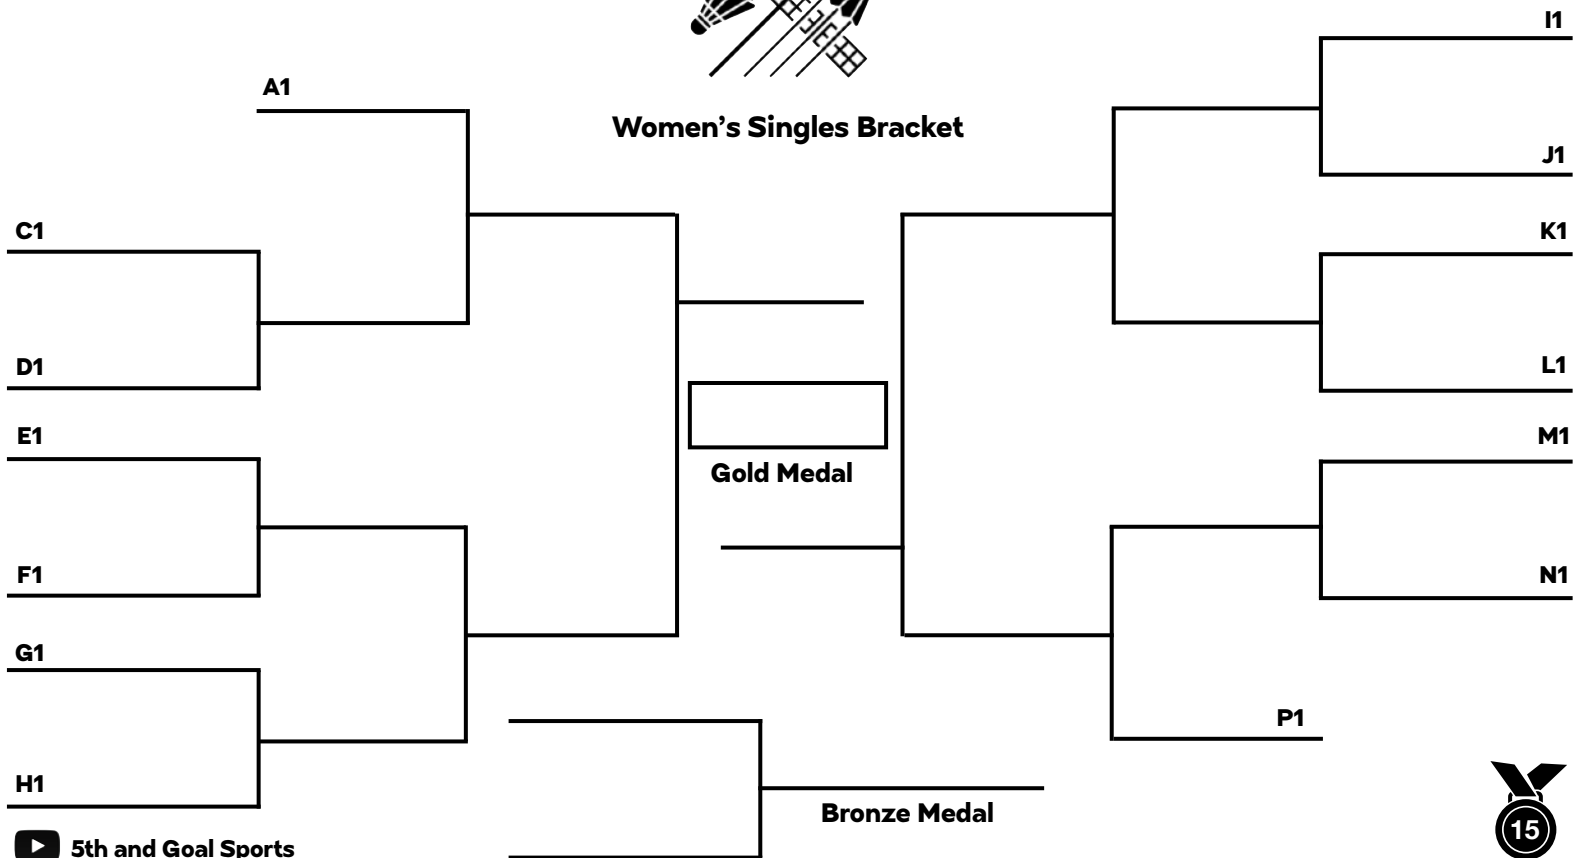 I1
A1
Women's Singles Bracket
J1
C1
K1
D1
L1
E1
M1
Gold Medal
F1
N1
G1
P1
H1
Bronze Medal
15
5th and Goal Sports